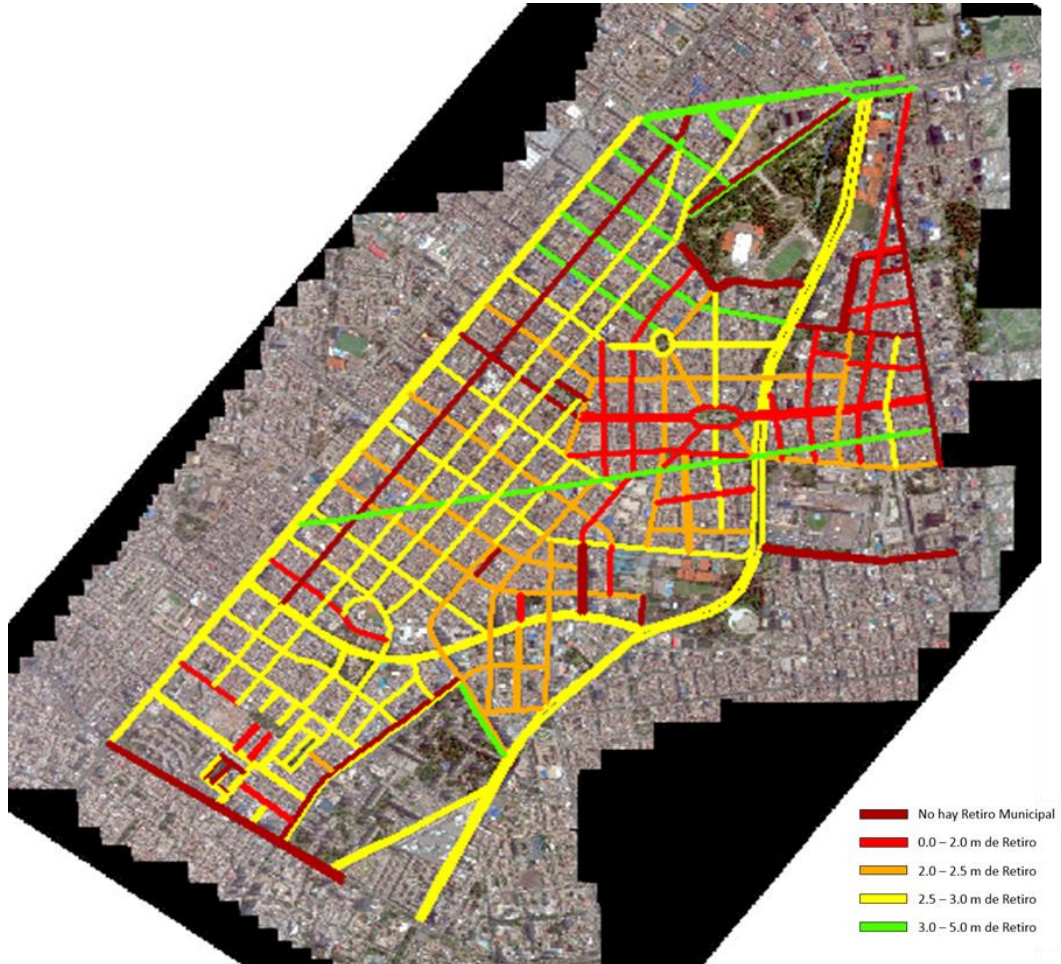 No hay Retiro Municipal
0.0 – 2.0 m de Retiro
2.0 – 2.5 m de Retiro
2.5 – 3.0 m de Retiro
3.0 – 5.0 m de Retiro